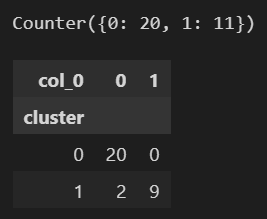 Counter({0: 20, 1: 11})
col_0 0 1
cluster
0 20 0
1 2 9